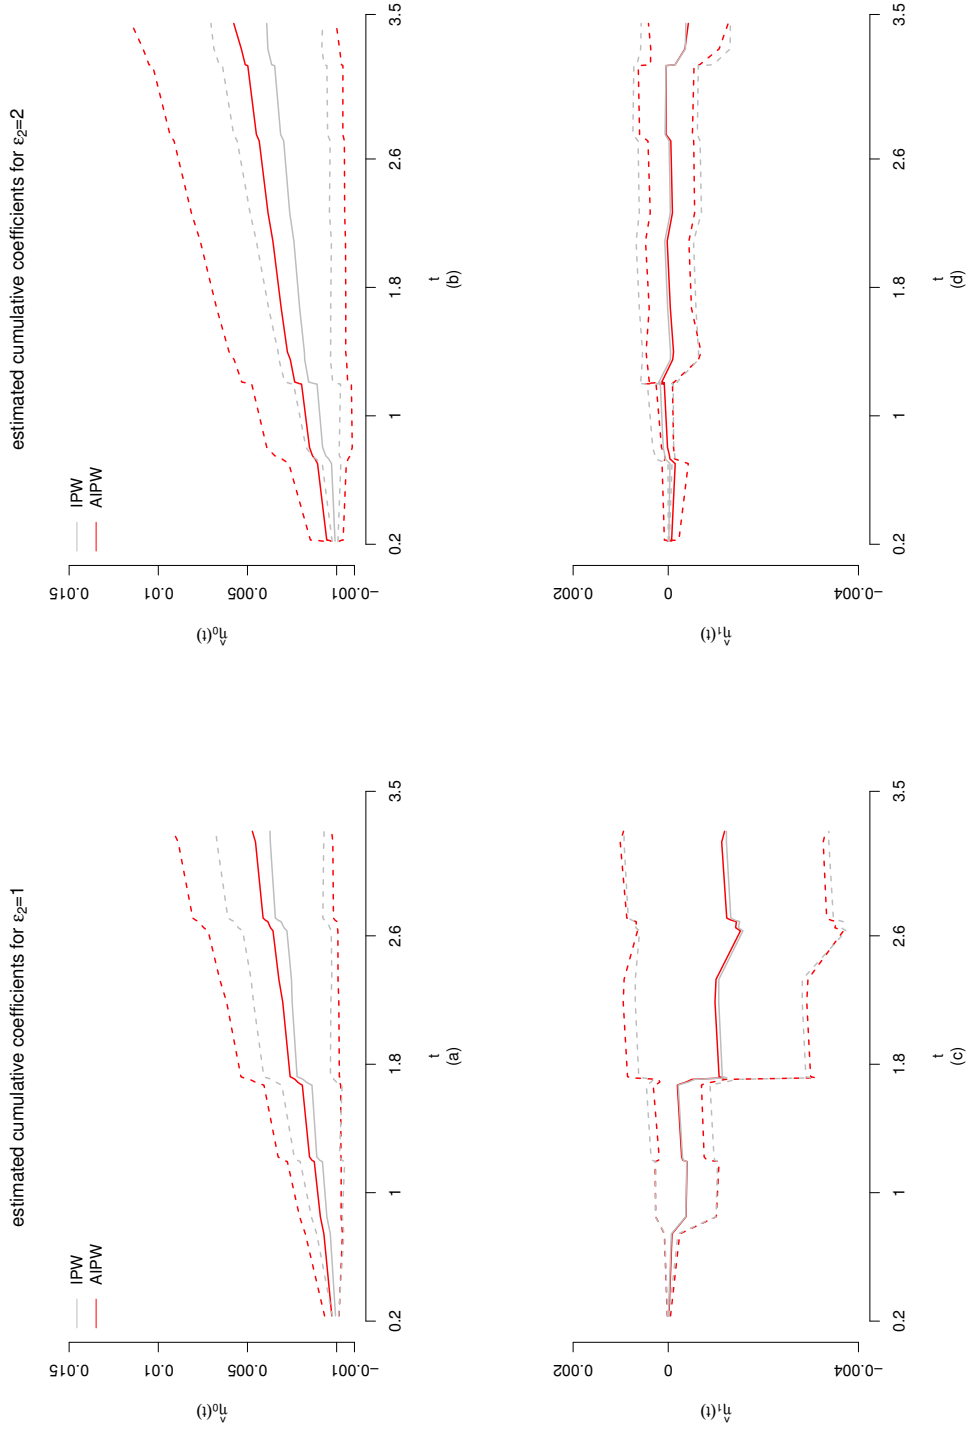 estimated cumulative coefficients for ε₂=1
IPW
AIPW
0.015
0.01
0.005
−0.001
η̂₀(t)
0.2
1
1.8
2.6
3.5
t
(a)
estimated cumulative coefficients for ε₂=2
IPW
AIPW
0.015
0.01
0.005
−0.001
η̂₀(t)
0.2
1
1.8
2.6
3.5
t
(b)
0.002
0
−0.004
η̂₁(t)
0.2
1
1.8
2.6
3.5
t
(c)
0.002
0
−0.004
η̂₁(t)
0.2
1
1.8
2.6
3.5
t
(d)